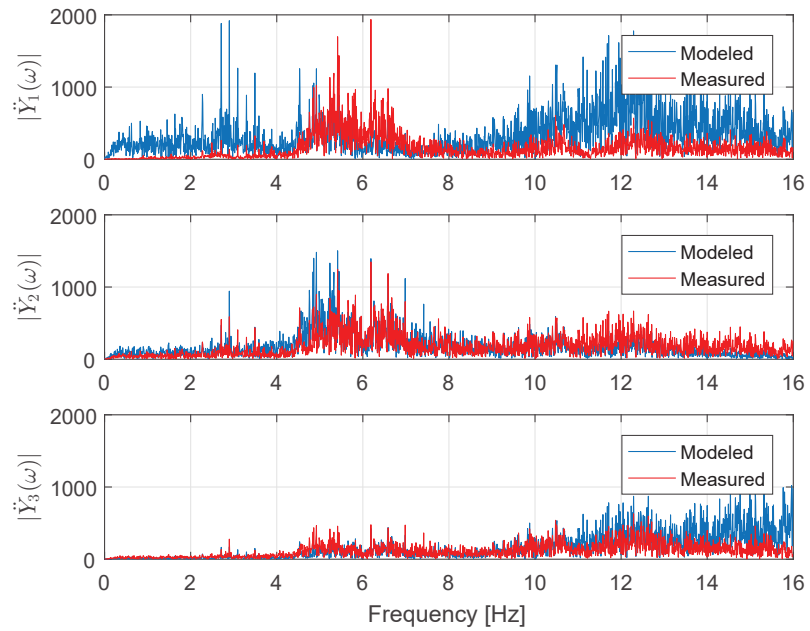 2000
1000
0
|Ÿ₁(ω)|
Modeled
Measured
0 2 4 6 8 10 12 14 16
2000
1000
0
|Ÿ₂(ω)|
Modeled
Measured
0 2 4 6 8 10 12 14 16
2000
1000
0
|Ÿ₃(ω)|
Modeled
Measured
0 2 4 6 8 10 12 14 16
Frequency [Hz]